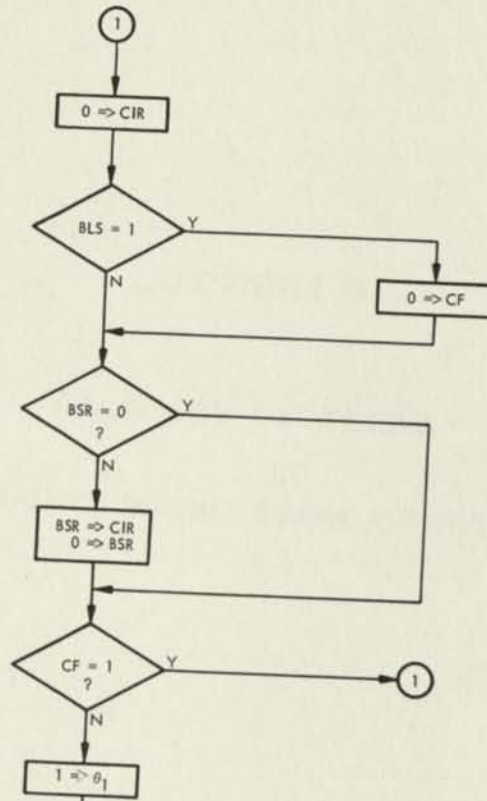 1
0 => CIR
BLS = 1
Y
N
0 => CF
BSR = 0
?
Y
N
BSR => CIR
0 => BSR
CF = 1
?
Y
1
N
1 => θ₁